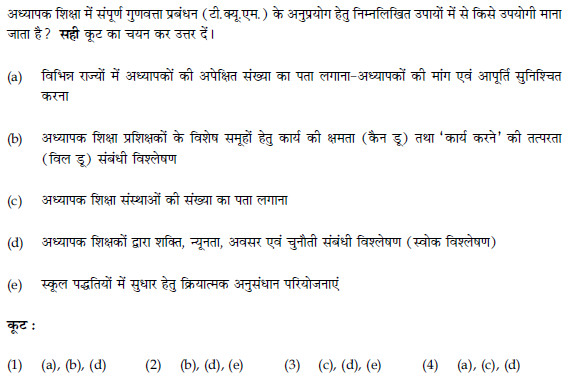 अध्यापक शिक्षा में संपूर्ण गुणवत्ता प्रबंधन (टी.क्यू.एम.) के अनुप्रयोग हेतु निम्नलिखित उपायों में से किसे उपयोगी माना
जाता है? सही कूट का चयन कर उत्तर दें।
(a) विभिन्न राज्यों में अध्यापकों की अपेक्षित संख्या का पता लगाना-अध्यापकों की मांग एवं आपूर्ति सुनिश्चित
करना
(b) अध्यापक शिक्षा प्रशिक्षकों के विशेष समूहों हेतु कार्य की क्षमता (कैन डू) तथा ‘कार्य करने’ की तत्परता
(विल डू) संबंधी विश्लेषण
(c) अध्यापक शिक्षा संस्थाओं की संख्या का पता लगाना
(d) अध्यापक शिक्षकों द्वारा शक्ति, न्यूनता, अवसर एवं चुनौती संबंधी विश्लेषण (स्वोक विश्लेषण)
(e) स्कूल पद्धतियों में सुधार हेतु क्रियात्मक अनुसंधान परियोजनाएं
कूट :
(1) (a), (b), (d) (2) (b), (d), (e) (3) (c), (d), (e) (4) (a), (c), (d)